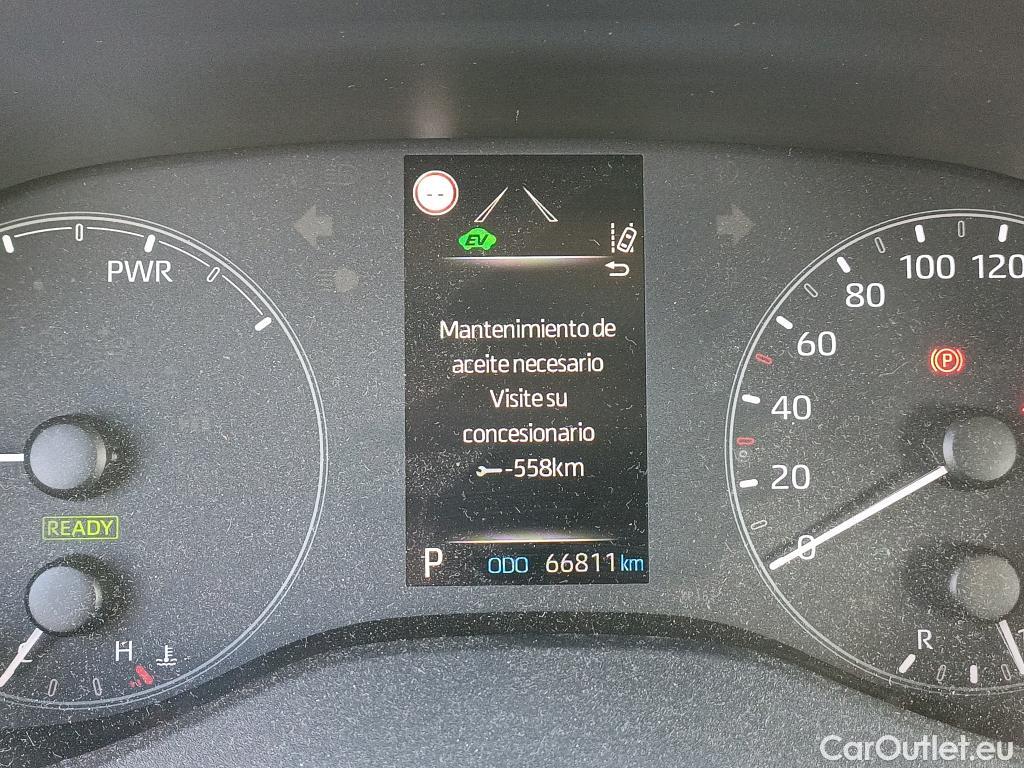 --
EV
PWR
Mantenimiento de
aceite necesario
Visite su
concesionario
-558km
READY
P
ODO 66811 km
H
0
20
40
60
80
100
120
P
R
CarOutlet.eu